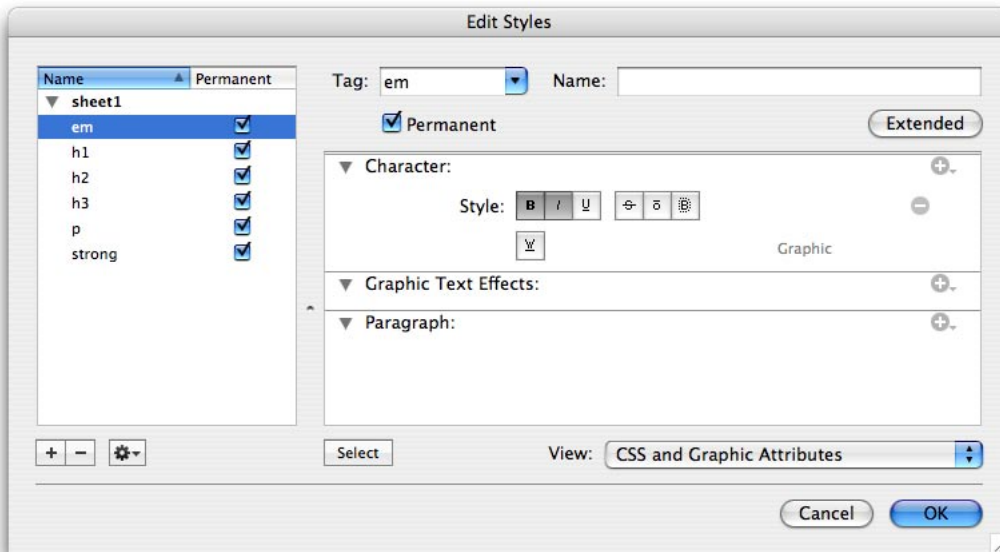 Edit Styles
Name Permanent
Tag: em Name:
sheet1
em
Permanent
Extended
h1
h2
h3
p
strong
Character:
Style: B I U S O B
W Graphic
Graphic Text Effects:
Paragraph:
Select View: CSS and Graphic Attributes
Cancel OK